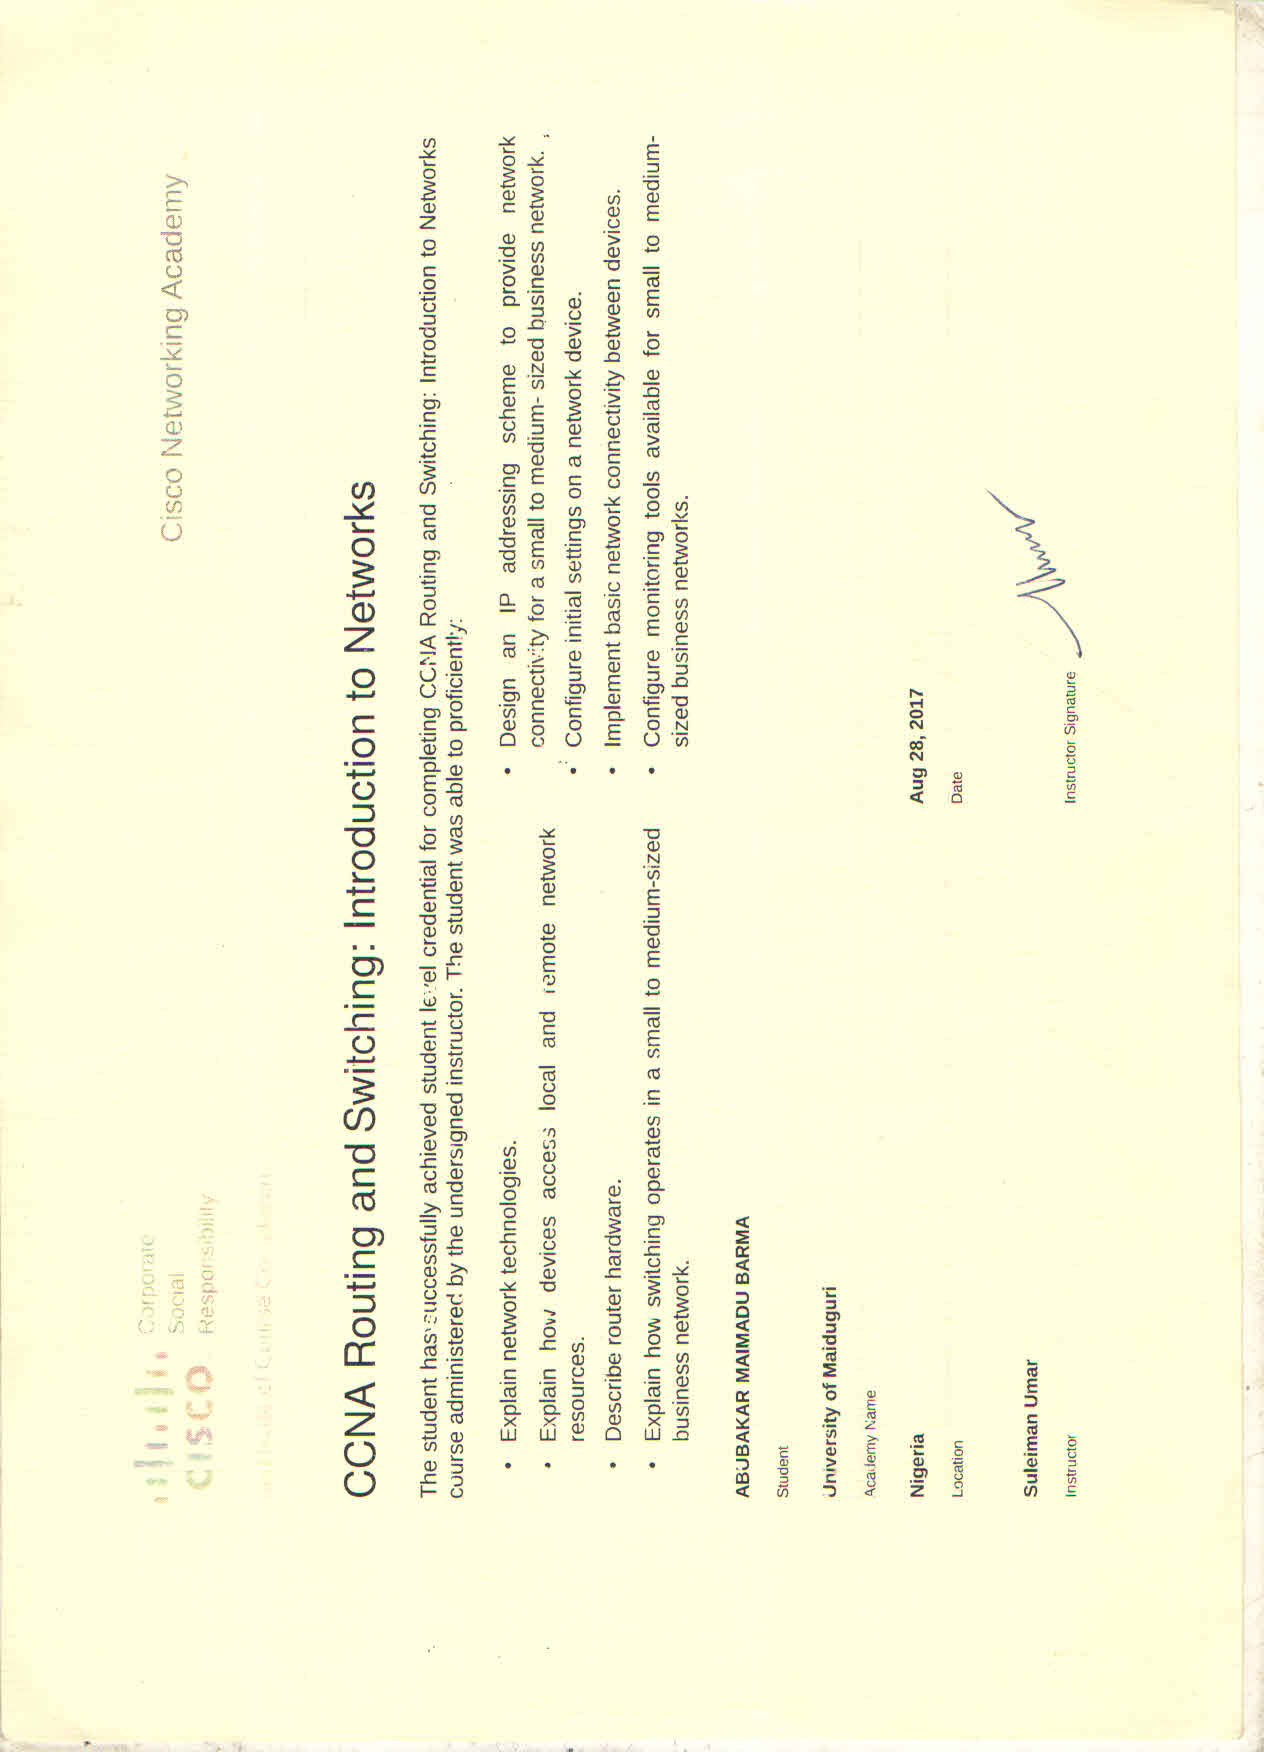 Corporate
Social
Responsibility
CISCO
Cisco Networking Academy
CCNA Routing and Switching: Introduction to Networks
The student has successfully achieved student level credential for completing CCNA Routing and Switching: Introduction to Networks
course administered by the undersigned instructor. The student was able to proficiently:
• Explain network technologies.
• Explain how devices access local and remote network
resources.
• Describe router hardware.
• Explain how switching operates in a small to medium-sized
business network.
• Design an IP addressing scheme to provide network
connectivity for a small to medium- sized business network.
• Configure initial settings on a network device.
• Implement basic network connectivity between devices.
• Configure monitoring tools available for small to medium-
sized business networks.
ABUBAKAR MAIMADU BARMA
Student
University of Maiduguri
Academy Name
Nigeria
Location
Aug 28, 2017
Date
Suleiman Umar
Instructor
Instructor Signature